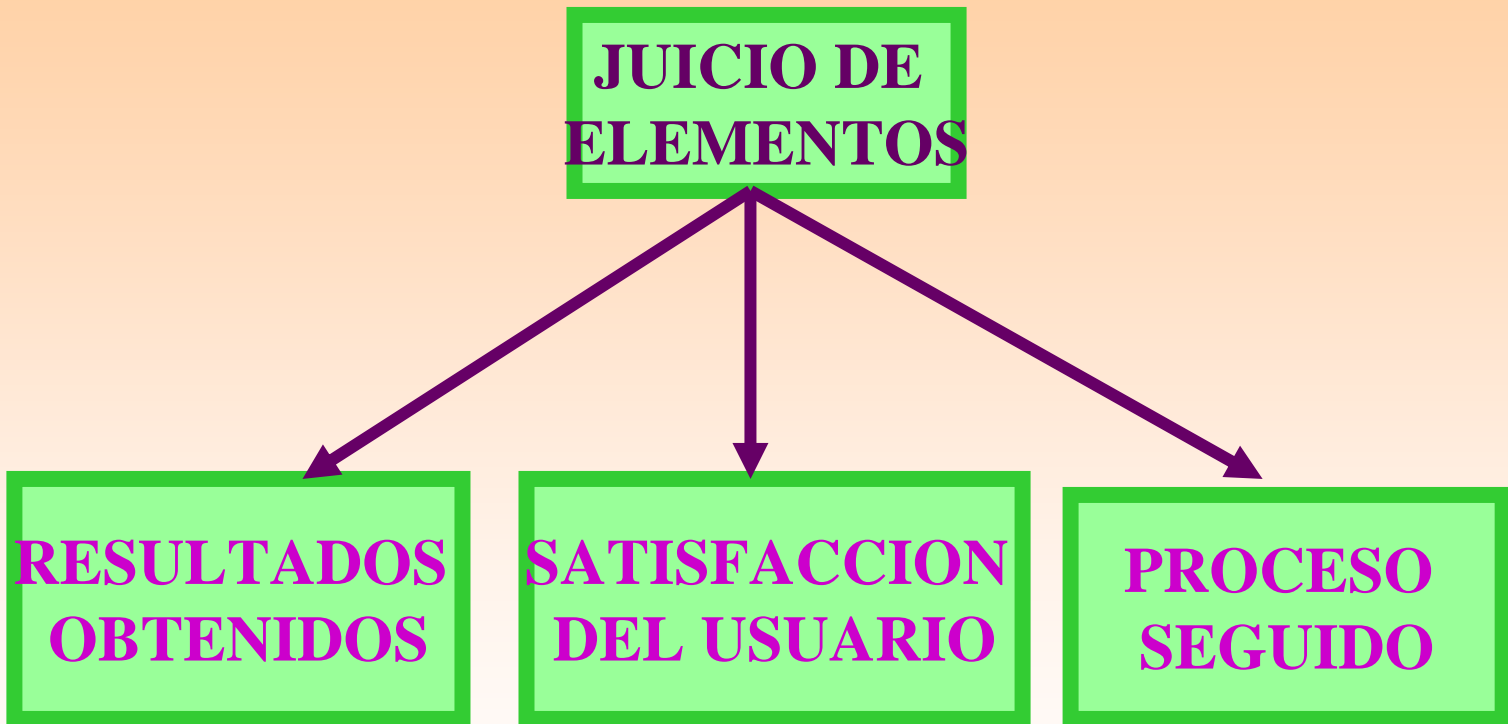 JUICIO DE
ELEMENTOS
RESULTADOS
OBTENIDOS
SATISFACCION
DEL USUARIO
PROCESO
SEGUIDO